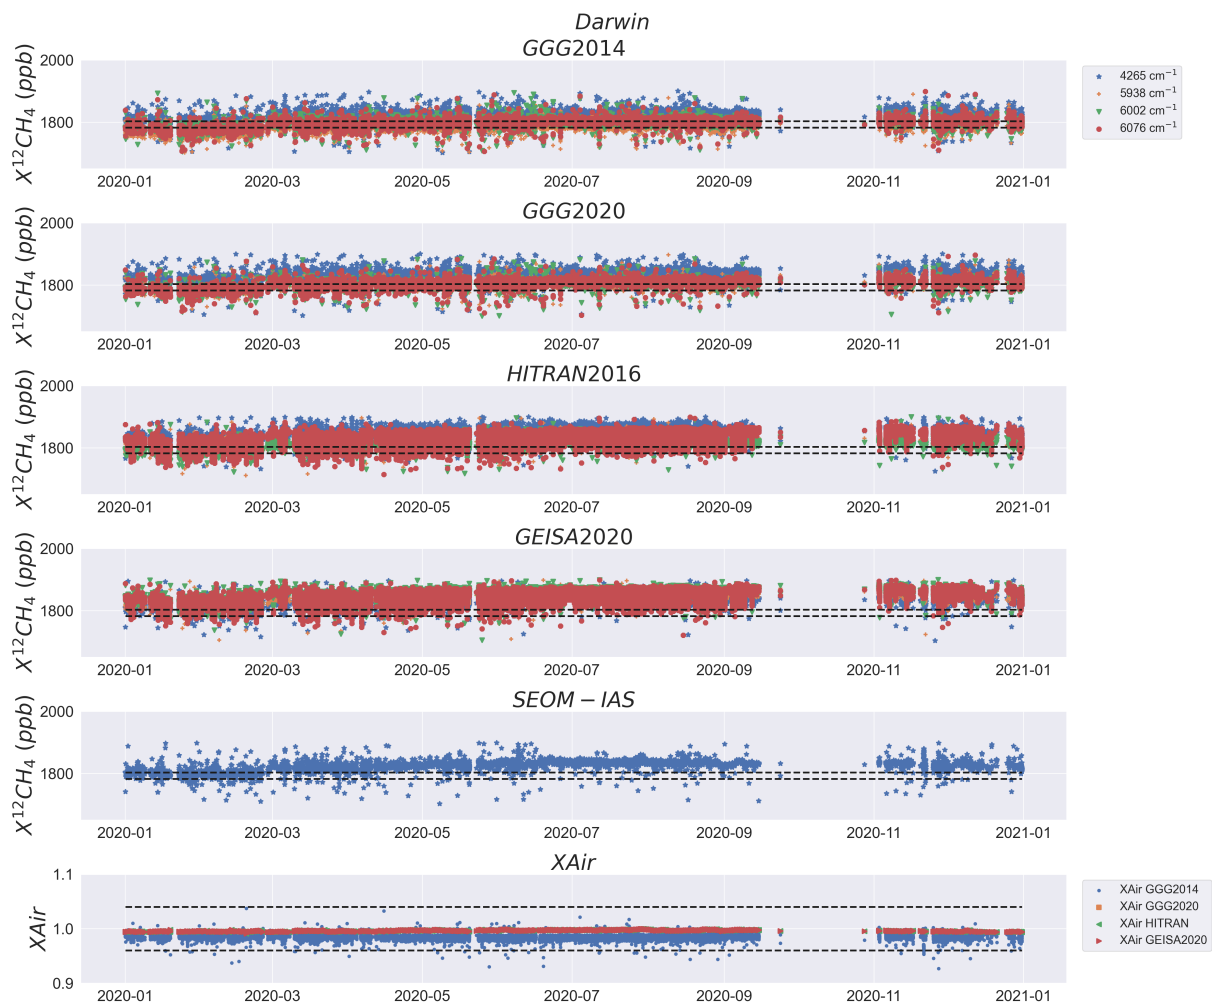 Darwin
GGG2014
X¹²CH₄ (ppb)
2000
1800
2020-01 2020-03 2020-05 2020-07 2020-09 2020-11 2021-01
4265 cm⁻¹
5938 cm⁻¹
6002 cm⁻¹
6076 cm⁻¹
GGG2020
X¹²CH₄ (ppb)
2000
1800
2020-01 2020-03 2020-05 2020-07 2020-09 2020-11 2021-01
HITRAN2016
X¹²CH₄ (ppb)
2000
1800
2020-01 2020-03 2020-05 2020-07 2020-09 2020-11 2021-01
GEISA2020
X¹²CH₄ (ppb)
2000
1800
2020-01 2020-03 2020-05 2020-07 2020-09 2020-11 2021-01
SEOM − IAS
X¹²CH₄ (ppb)
2000
1800
2020-01 2020-03 2020-05 2020-07 2020-09 2020-11 2021-01
XAir
XAir
1.1
1.0
0.9
2020-01 2020-03 2020-05 2020-07 2020-09 2020-11 2021-01
XAir GGG2014
XAir GGG2020
XAir HITRAN
XAir GEISA2020